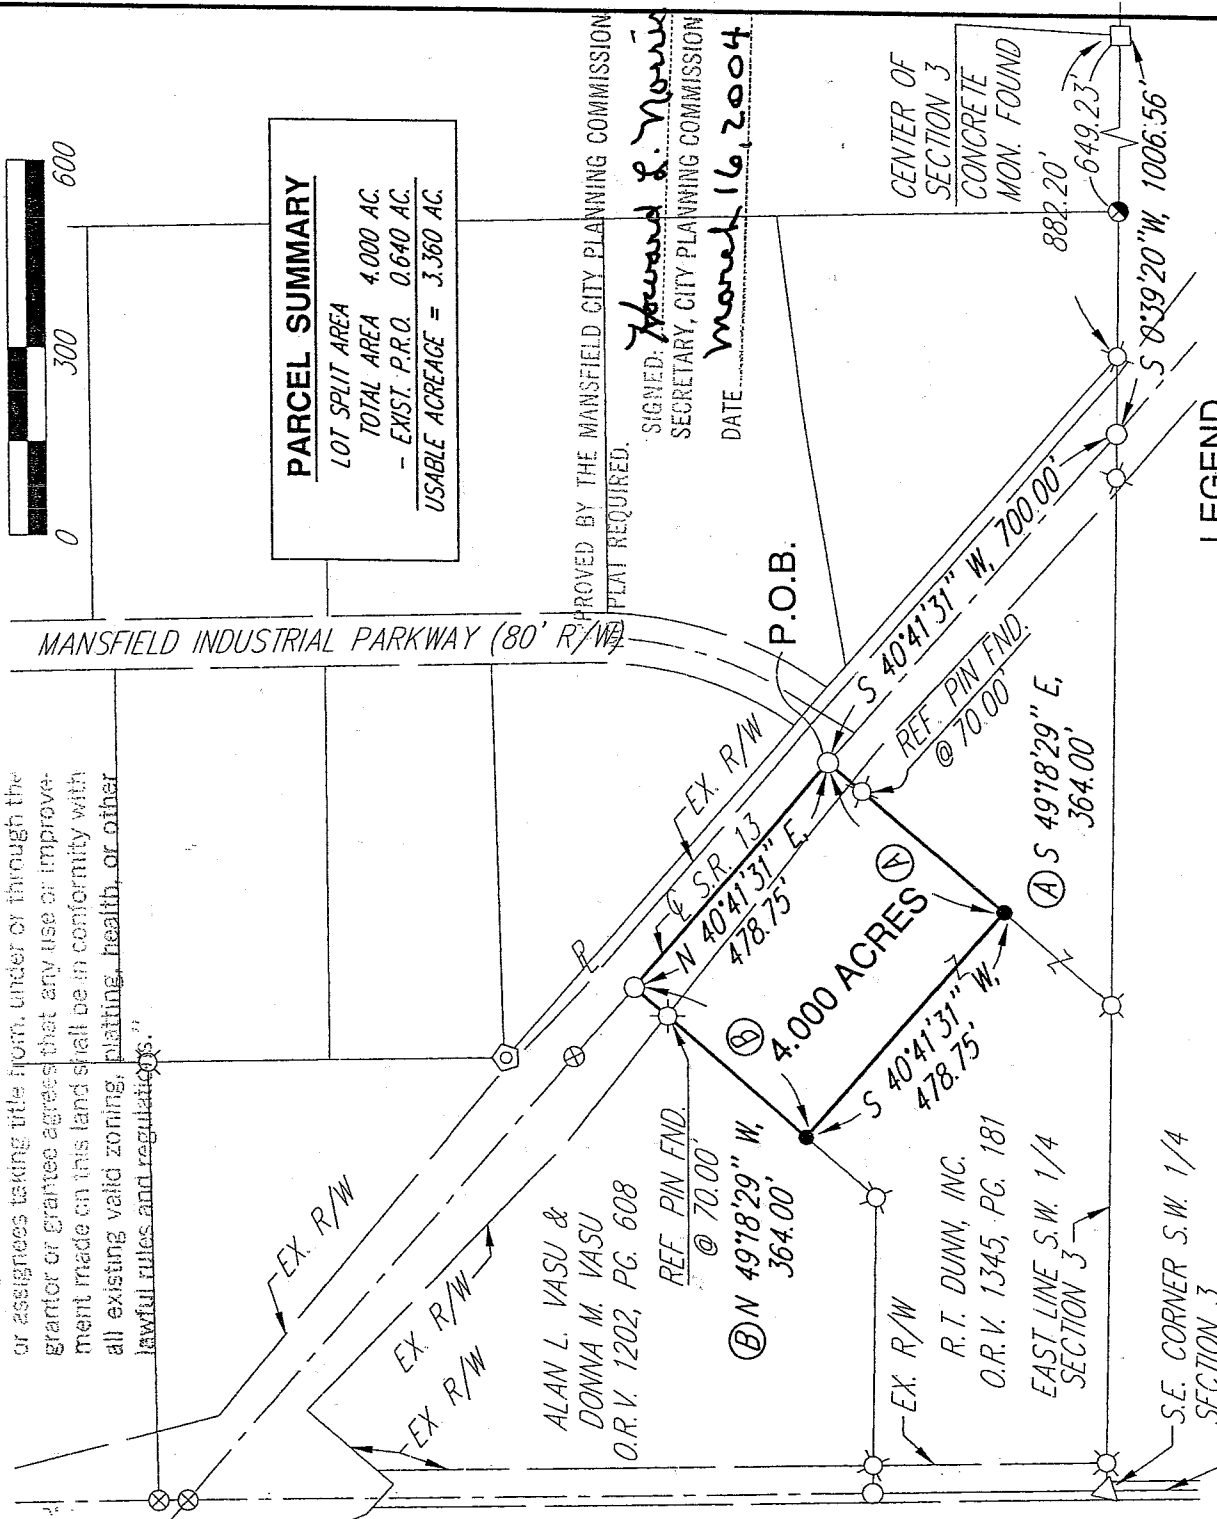 or assignees taking title from, under or through the
grantor or grantee agrees that any use or improve-
ment made on this land shall be in conformity with
all existing valid zoning, platting, health, or other
lawful rules and regulations."
0 300 600
PARCEL SUMMARY
LOT SPLIT AREA
TOTAL AREA 4.000 AC.
- EXIST. P.R.O. 0.640 AC.
USABLE ACREAGE = 3.360 AC.
PROVED BY THE MANSFIELD CITY PLANNING COMMISSION
PLAT REQUIRED.
SIGNED: Howard L. Norris
SECRETARY, CITY PLANNING COMMISSION
DATE March 16, 2004
MANSFIELD INDUSTRIAL PARKWAY (80' R/W)
CENTER OF
SECTION 3
CONCRETE
MON. FOUND
882.20'
649.23'
S 0°39'20" W, 1006.56'
LEGEND
P.O.B.
S 40°41'31" W, 700.00'
REF. PIN FND.
@ 70.00'
EX. R/W
℄ S.R. 13
N 40°41'31" E,
478.75'
A
Ⓐ S 49°18'29" E,
364.00'
4.000 ACRES
B
S 40°41'31" W,
478.75'
REF. PIN FND.
@ 70.00'
Ⓑ N 49°18'29" W,
364.00'
EX. R/W
EX. R/W
EX R/W
ALAN L. VASU &
DONNA M. VASU
O.R.V. 1202, PG. 608
EX. R/W
R.T. DUNN, INC.
O.R.V. 1345, PG. 181
EAST LINE S.W. 1/4
SECTION 3
S.E. CORNER S.W. 1/4
SECTION 3